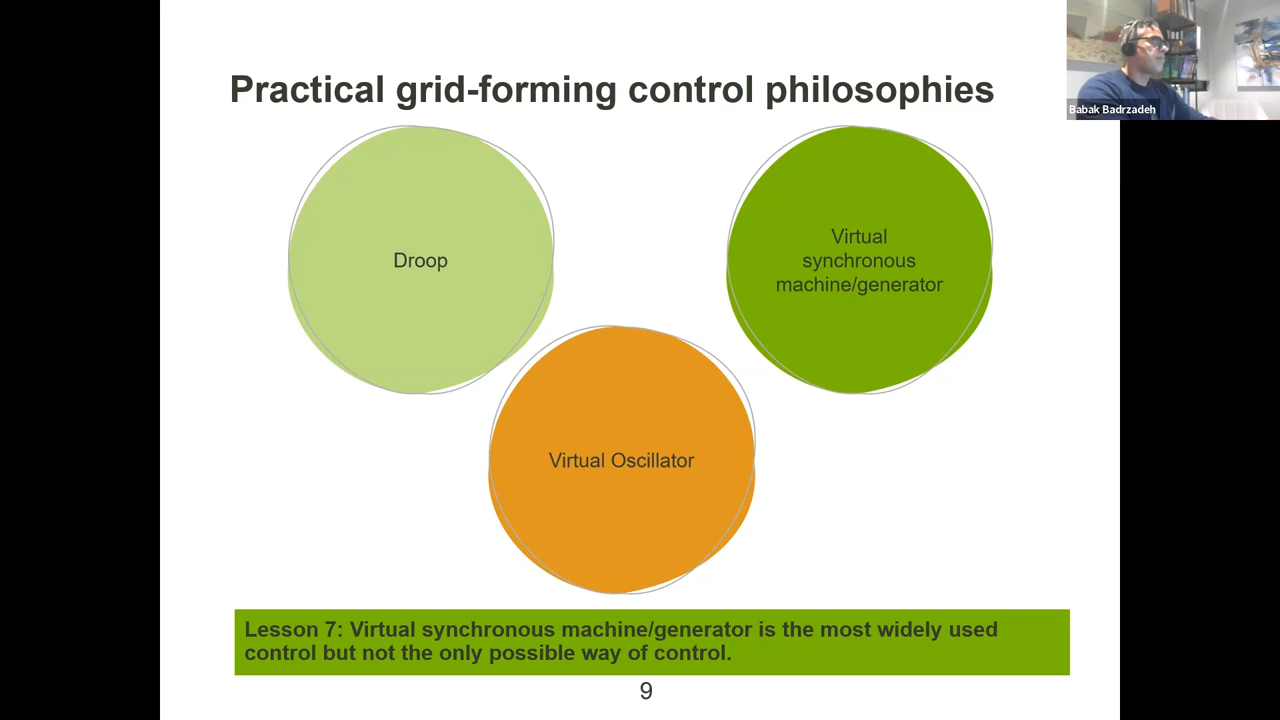 Practical grid-forming control philosophies
Babak Badrzadeh
Droop
Virtual
synchronous
machine/generator
Virtual Oscillator
Lesson 7: Virtual synchronous machine/generator is the most widely used
control but not the only possible way of control.
9